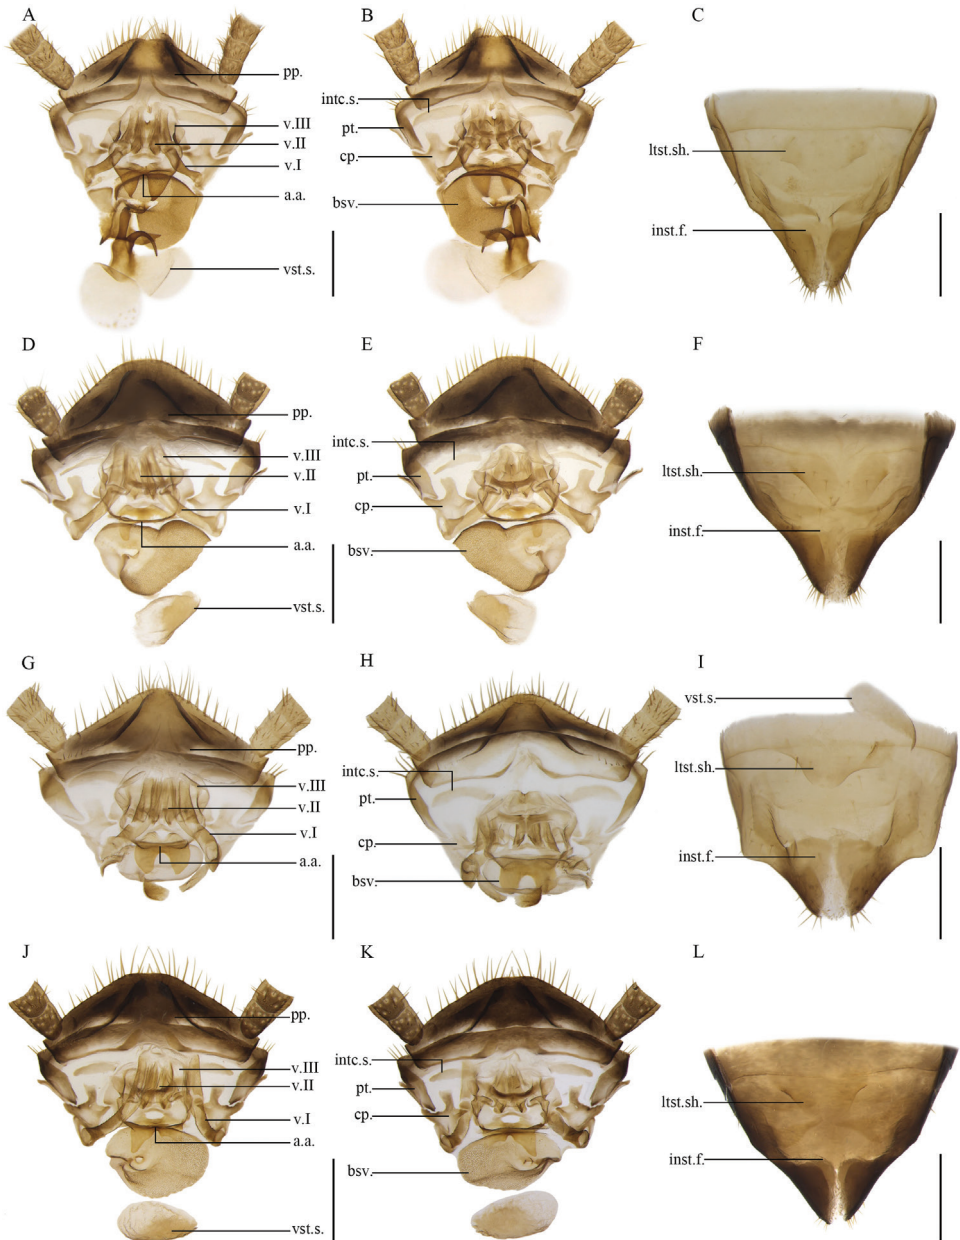 A
B
C
pp.
intc.s.
v.III
pt.
v.II
cp.
v.I
a.a.
bsv.
vst.s.
ltst.sh.
inst.f.
D
E
F
pp.
intc.s.
v.III
pt.
v.II
cp.
v.I
a.a.
bsv.
vst.s.
ltst.sh.
inst.f.
G
H
I
vst.s.
pp.
intc.s.
v.III
pt.
v.II
cp.
v.I
a.a.
bsv.
ltst.sh.
inst.f.
J
K
L
pp.
intc.s.
v.III
pt.
v.II
cp.
v.I
a.a.
bsv.
vst.s.
ltst.sh.
inst.f.